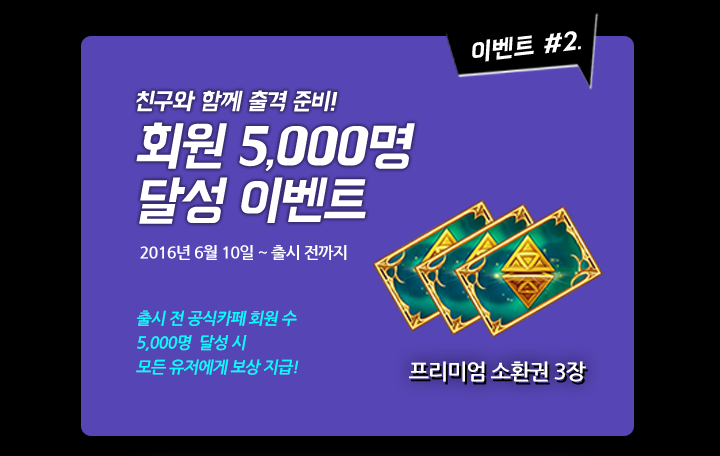 이벤트 #2.
친구와 함께 출격 준비!
회원 5,000명
달성 이벤트
2016년 6월 10일 ~ 출시 전까지
출시 전 공식카페 회원 수
5,000명 달성 시
모든 유저에게 보상 지급!
프리미엄 소환권 3장